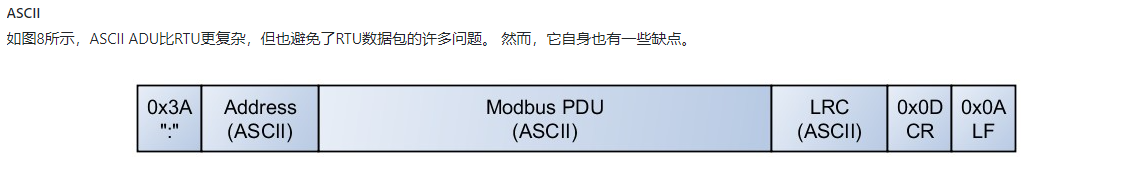 ASCII
如图8所示，ASCII ADU比RTU更复杂，但也避免了RTU数据包的许多问题。 然而，它自身也有一些缺点。
0x3A Address Modbus PDU LRC 0x0D 0x0A
":" (ASCII) (ASCII) (ASCII) CR LF